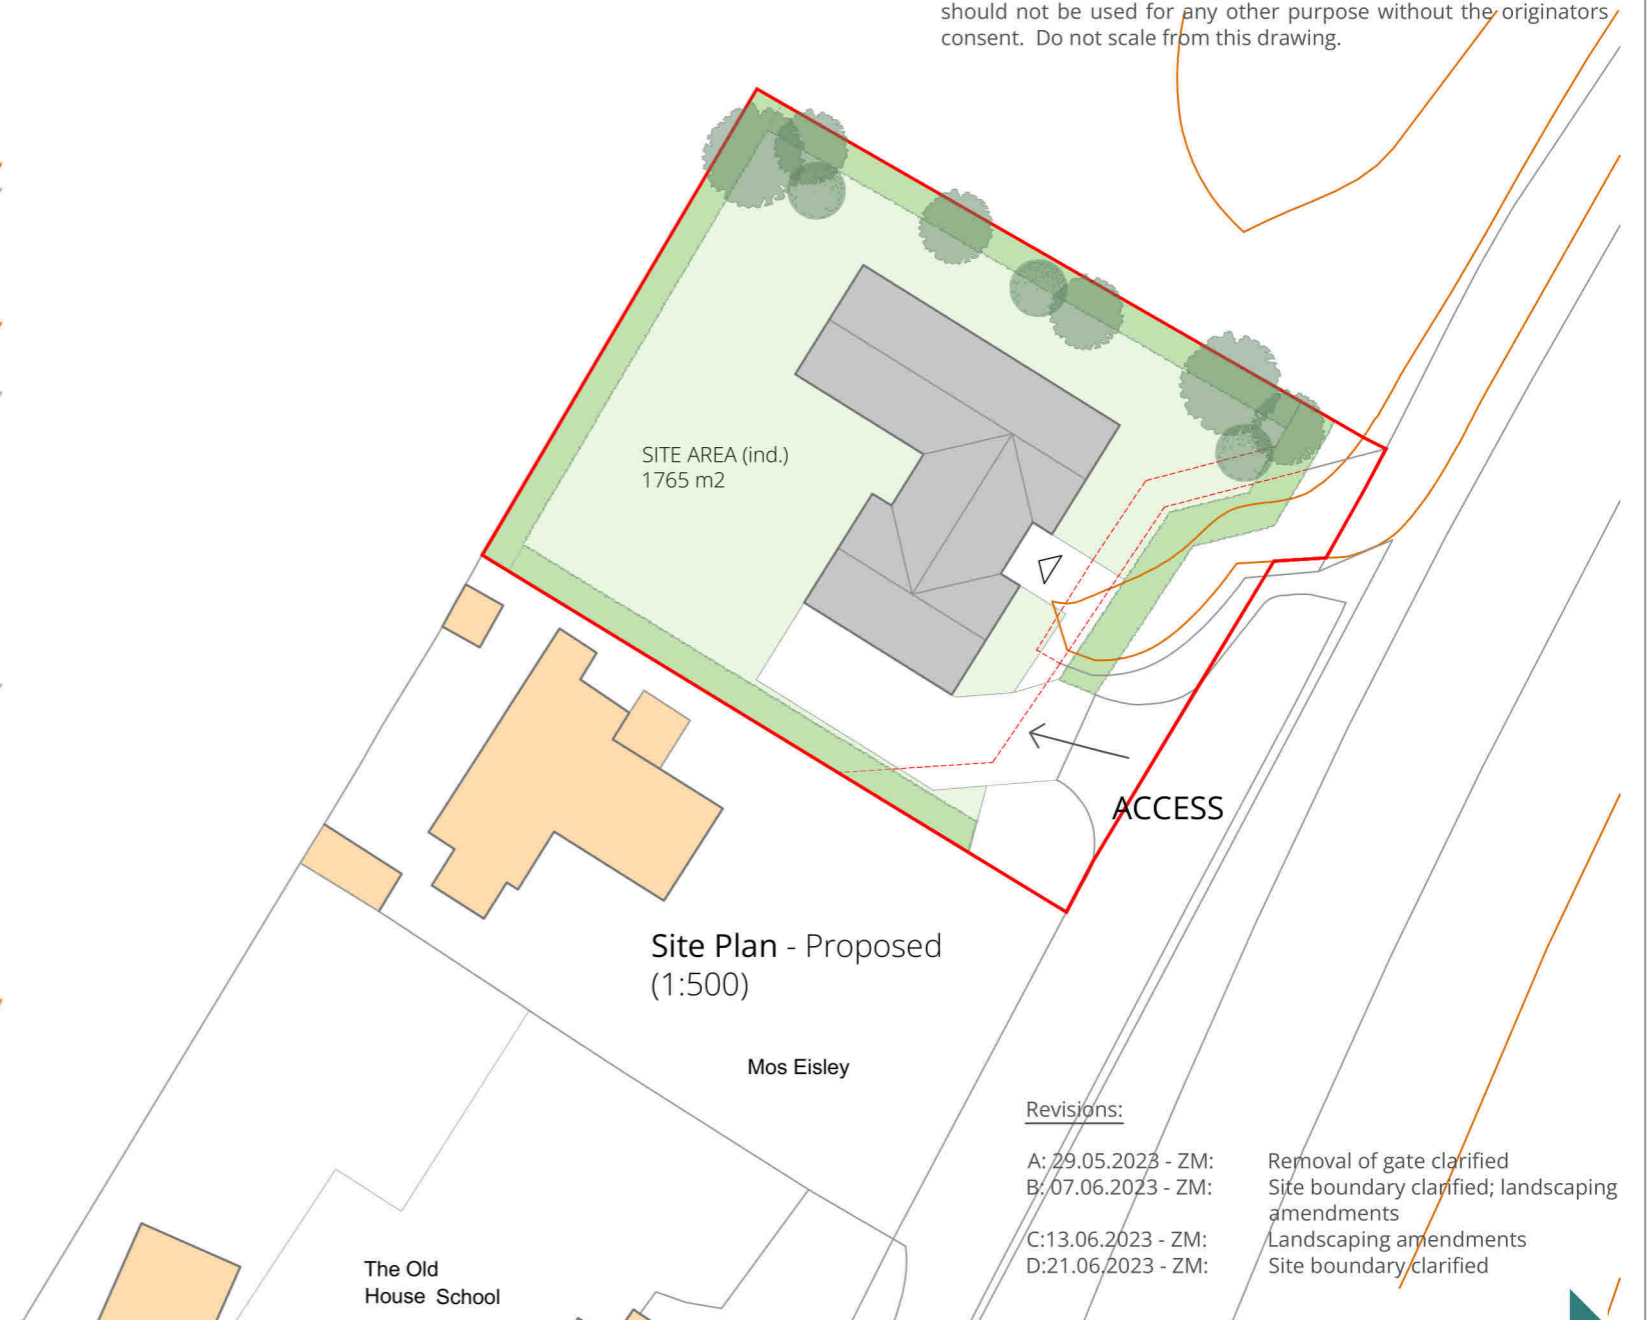 should not be used for any other purpose without the originators
consent. Do not scale from this drawing.
SITE AREA (ind.)
1765 m2
ACCESS
Site Plan - Proposed
(1:500)
Mos Eisley
Revisions:
A: 29.05.2023 - ZM: Removal of gate clarified
B: 07.06.2023 - ZM: Site boundary clarified; landscaping
amendments
C:13.06.2023 - ZM: Landscaping amendments
D:21.06.2023 - ZM: Site boundary clarified
The Old
House School